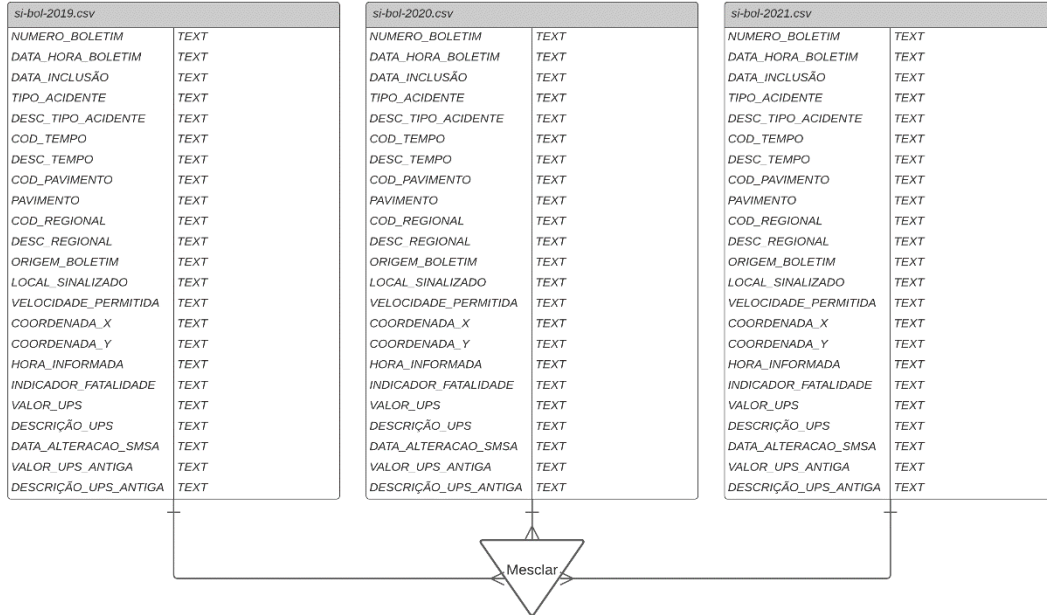 si-bol-2019.csv
NUMERO_BOLETIM TEXT
DATA_HORA_BOLETIM TEXT
DATA_INCLUSÃO TEXT
TIPO_ACIDENTE TEXT
DESC_TIPO_ACIDENTE TEXT
COD_TEMPO TEXT
DESC_TEMPO TEXT
COD_PAVIMENTO TEXT
PAVIMENTO TEXT
COD_REGIONAL TEXT
DESC_REGIONAL TEXT
ORIGEM_BOLETIM TEXT
LOCAL_SINALIZADO TEXT
VELOCIDADE_PERMITIDA TEXT
COORDENADA_X TEXT
COORDENADA_Y TEXT
HORA_INFORMADA TEXT
INDICADOR_FATALIDADE TEXT
VALOR_UPS TEXT
DESCRIÇÃO_UPS TEXT
DATA_ALTERACAO_SMSA TEXT
VALOR_UPS_ANTIGA TEXT
DESCRIÇÃO_UPS_ANTIGA TEXT
si-bol-2020.csv
NUMERO_BOLETIM TEXT
DATA_HORA_BOLETIM TEXT
DATA_INCLUSÃO TEXT
TIPO_ACIDENTE TEXT
DESC_TIPO_ACIDENTE TEXT
COD_TEMPO TEXT
DESC_TEMPO TEXT
COD_PAVIMENTO TEXT
PAVIMENTO TEXT
COD_REGIONAL TEXT
DESC_REGIONAL TEXT
ORIGEM_BOLETIM TEXT
LOCAL_SINALIZADO TEXT
VELOCIDADE_PERMITIDA TEXT
COORDENADA_X TEXT
COORDENADA_Y TEXT
HORA_INFORMADA TEXT
INDICADOR_FATALIDADE TEXT
VALOR_UPS TEXT
DESCRIÇÃO_UPS TEXT
DATA_ALTERACAO_SMSA TEXT
VALOR_UPS_ANTIGA TEXT
DESCRIÇÃO_UPS_ANTIGA TEXT
si-bol-2021.csv
NUMERO_BOLETIM TEXT
DATA_HORA_BOLETIM TEXT
DATA_INCLUSÃO TEXT
TIPO_ACIDENTE TEXT
DESC_TIPO_ACIDENTE TEXT
COD_TEMPO TEXT
DESC_TEMPO TEXT
COD_PAVIMENTO TEXT
PAVIMENTO TEXT
COD_REGIONAL TEXT
DESC_REGIONAL TEXT
ORIGEM_BOLETIM TEXT
LOCAL_SINALIZADO TEXT
VELOCIDADE_PERMITIDA TEXT
COORDENADA_X TEXT
COORDENADA_Y TEXT
HORA_INFORMADA TEXT
INDICADOR_FATALIDADE TEXT
VALOR_UPS TEXT
DESCRIÇÃO_UPS TEXT
DATA_ALTERACAO_SMSA TEXT
VALOR_UPS_ANTIGA TEXT
DESCRIÇÃO_UPS_ANTIGA TEXT
Mesclar